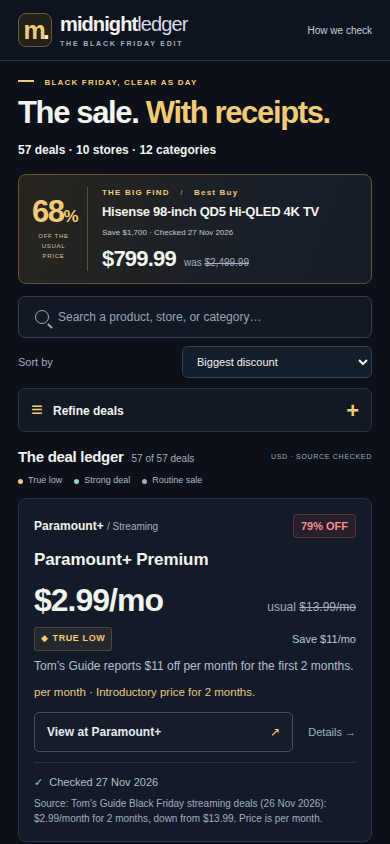 m.
midnightledger
THE BLACK FRIDAY EDIT
How we check
BLACK FRIDAY, CLEAR AS DAY
The sale. With receipts.
57 deals · 10 stores · 12 categories
68%
OFF THE
USUAL
PRICE
THE BIG FIND / Best Buy
Hisense 98-inch QD5 Hi-QLED 4K TV
Save $1,700 · Checked 27 Nov 2026
$799.99 was $2,499.99
Search a product, store, or category…
Sort by
Biggest discount
Refine deals
+
The deal ledger 57 of 57 deals
USD · SOURCE CHECKED
True low Strong deal Routine sale
Paramount+ / Streaming
79% OFF
Paramount+ Premium
$2.99/mo
usual $13.99/mo
◆ TRUE LOW
Save $11/mo
Tom's Guide reports $11 off per month for the first 2 months.
per month · Introductory price for 2 months.
View at Paramount+ ↗
Details →
✓ Checked 27 Nov 2026
Source: Tom's Guide Black Friday streaming deals (26 Nov 2026):
$2.99/month for 2 months, down from $13.99. Price is per month.